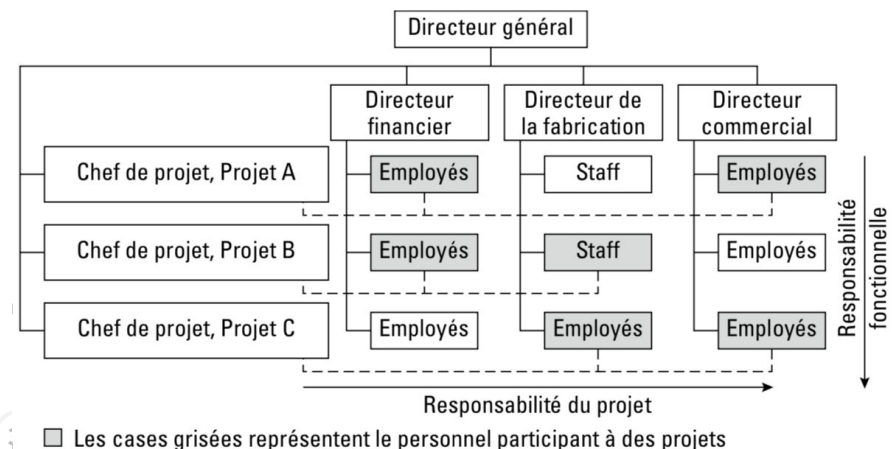 Directeur général
Directeur
financier
Directeur de
la fabrication
Directeur
commercial
Chef de projet, Projet A
Employés
Staff
Employés
Chef de projet, Projet B
Employés
Staff
Employés
Chef de projet, Projet C
Employés
Employés
Employés
Responsabilité
fonctionnelle
Responsabilité du projet
Les cases grisées représentent le personnel participant à des projets